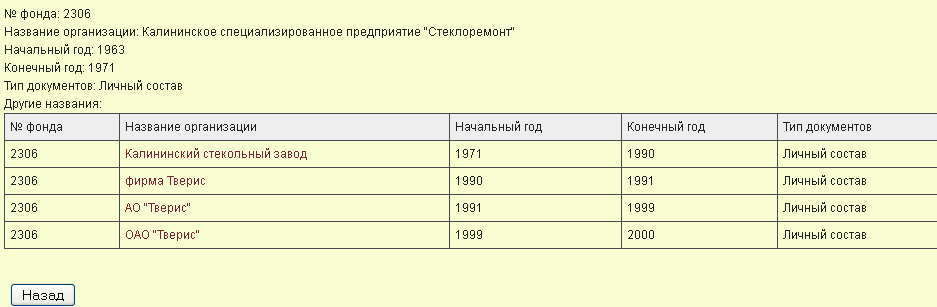 № фонда: 2306
Название организации: Калининское специализированное предприятие "Стеклоремонт"
Начальный год: 1963
Конечный год: 1971
Тип документов: Личный состав
Другие названия:
№ фонда Название организации Начальный год Конечный год Тип документов
2306 Калининский стекольный завод 1971 1990 Личный состав
2306 фирма Тверис 1990 1991 Личный состав
2306 АО "Тверис" 1991 1999 Личный состав
2306 ОАО "Тверис" 1999 2000 Личный состав
Назад